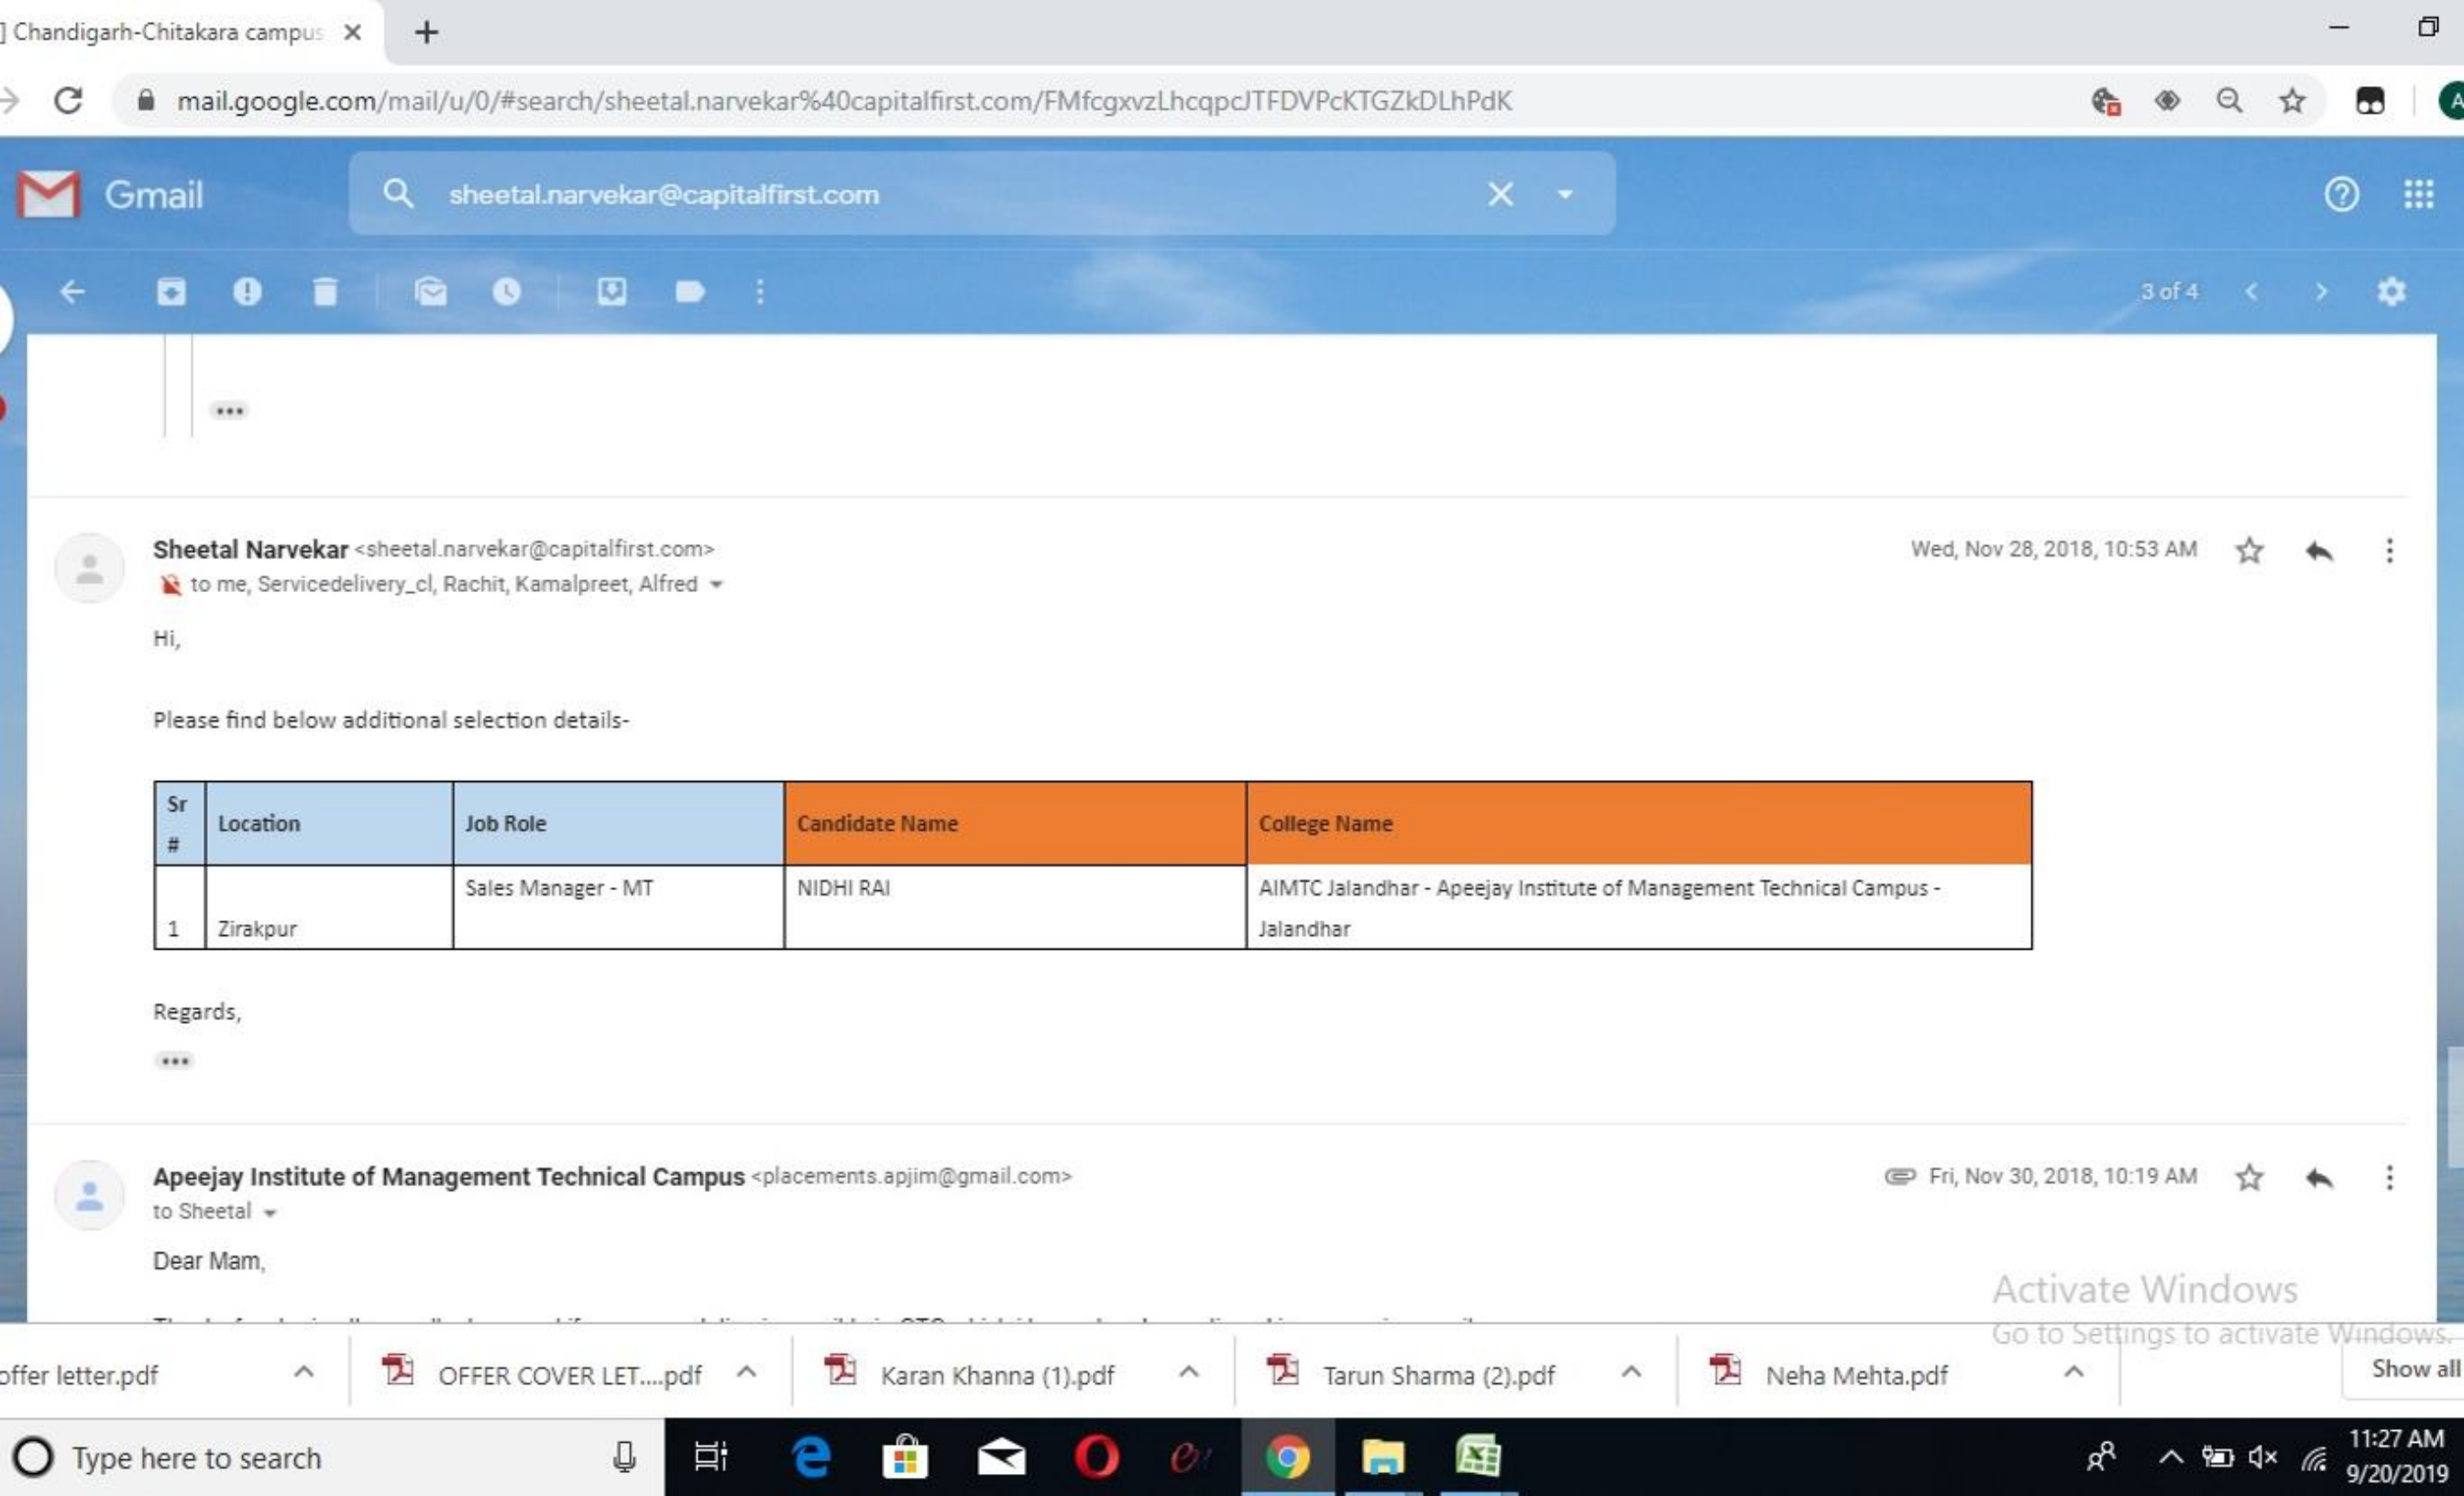 ] Chandigarh-Chitakara campus
mail.google.com/mail/u/0/#search/sheetal.narvekar%40capitalfirst.com/FMfcgxvzLhcqpcJTFDVPcKTGZkDLhPdK
A
Gmail
sheetal.narvekar@capitalfirst.com
3 of 4
Sheetal Narvekar <sheetal.narvekar@capitalfirst.com>
Wed, Nov 28, 2018, 10:53 AM
to me, Servicedelivery_cl, Rachit, Kamalpreet, Alfred
Hi,
Please find below additional selection details-
Sr # Location Job Role Candidate Name College Name
1 Zirakpur Sales Manager - MT NIDHI RAI AIMTC Jalandhar - Apeejay Institute of Management Technical Campus -
Jalandhar
Regards,
Apeejay Institute of Management Technical Campus <placements.apjim@gmail.com>
Fri, Nov 30, 2018, 10:19 AM
to Sheetal
Dear Mam,
Activate Windows
Go to Settings to activate Windows.
offer letter.pdf
OFFER COVER LET....pdf
Karan Khanna (1).pdf
Tarun Sharma (2).pdf
Neha Mehta.pdf
Show all
Type here to search
11:27 AM
9/20/2019